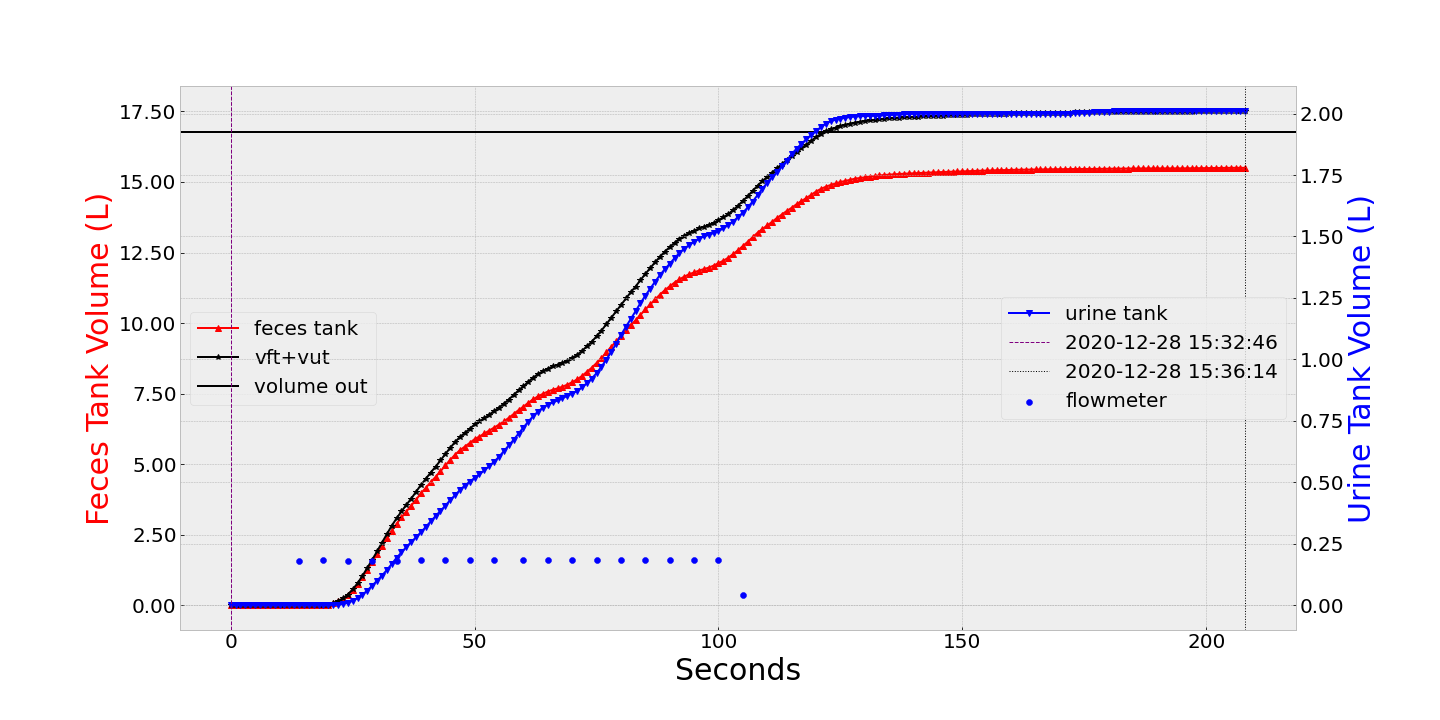 17.50
15.00
12.50
10.00
7.50
5.00
2.50
0.00
Feces Tank Volume (L)
feces tank
vft+vut
volume out
urine tank
2020-12-28 15:32:46
2020-12-28 15:36:14
flowmeter
2.00
1.75
1.50
1.25
1.00
0.75
0.50
0.25
0.00
Urine Tank Volume (L)
0 50 100 150 200
Seconds